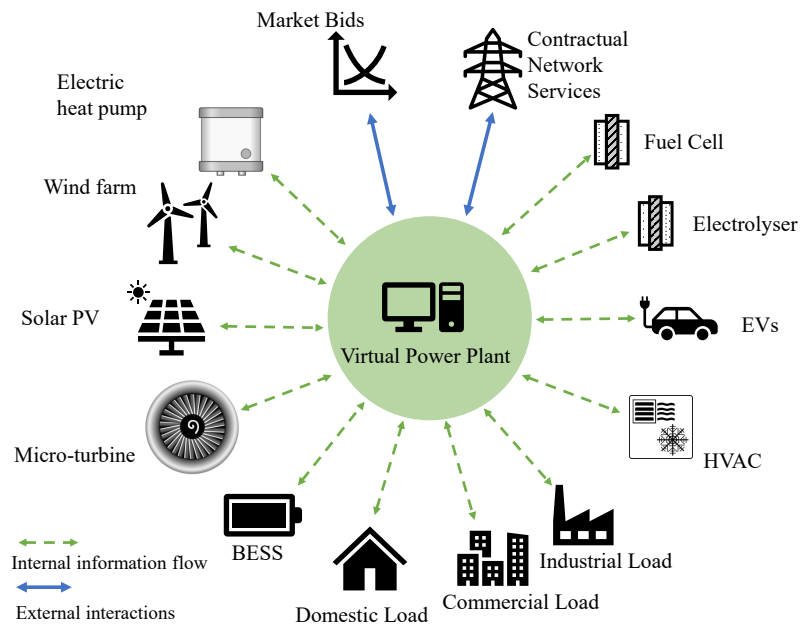 Market Bids
Contractual
Network
Services
Electric
heat pump
Fuel Cell
Wind farm
Electrolyser
Solar PV
EVs
Virtual Power Plant
Micro-turbine
HVAC
BESS
Industrial Load
Internal information flow
Commercial Load
Domestic Load
External interactions